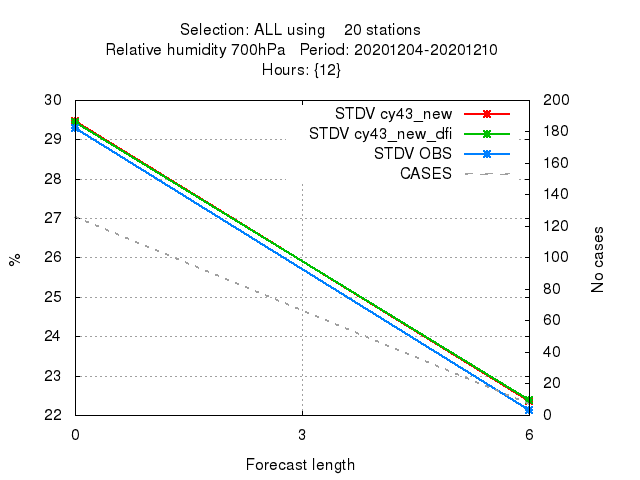 Selection: ALL using    20 stations
Relative humidity 700hPa   Period: 20201204-20201210
Hours: {12}
30
29
28
27
26
25
24
23
22
%
STDV cy43_new
STDV cy43_new_dfi
STDV OBS
CASES
200
180
160
140
120
100
80
60
40
20
0
No cases
0
3
6
Forecast length